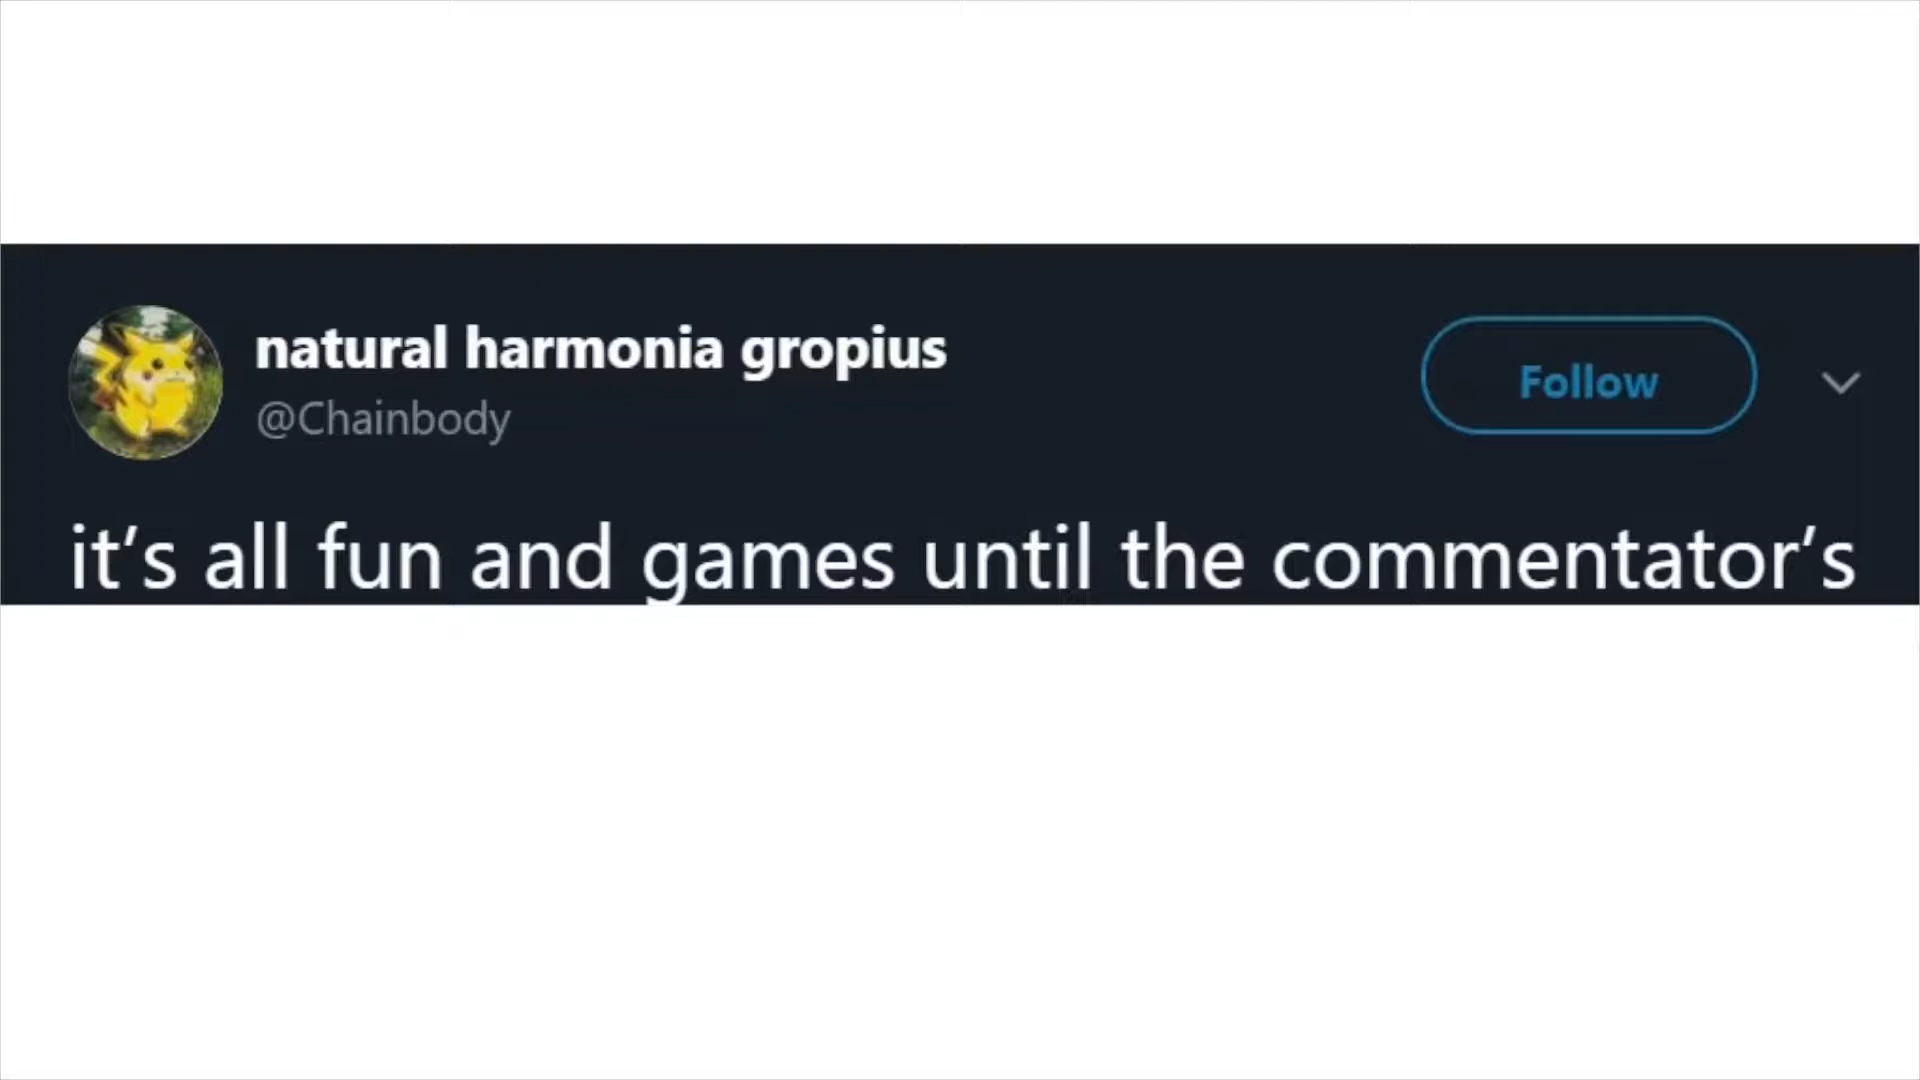 natural harmonia gropius
@Chainbody
Follow
it’s all fun and games until the commentator’s